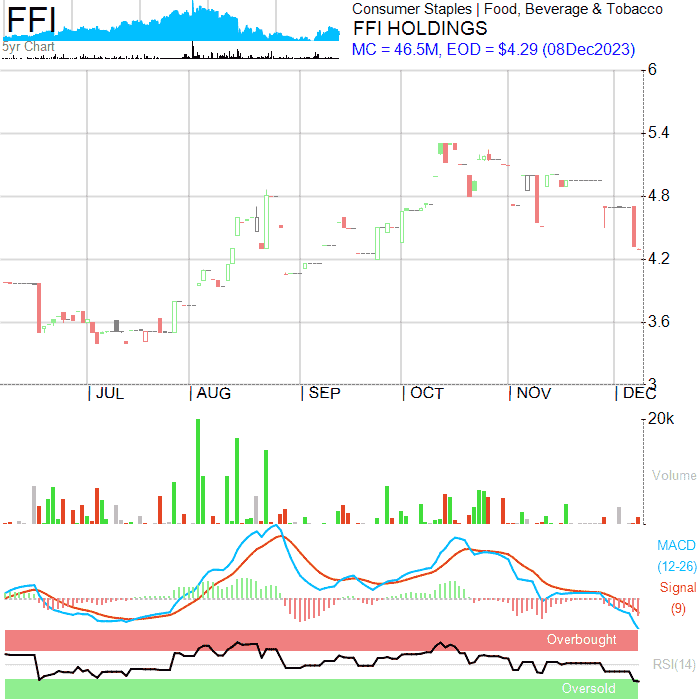 FFI
5yr Chart
Consumer Staples | Food, Beverage & Tobacco
FFI HOLDINGS
MC = 46.5M, EOD = $4.29 (08Dec2023)
6
5.4
4.8
4.2
3.6
3
| JUL | AUG | SEP | OCT | NOV | DEC
20k
Volume
MACD
(12-26)
Signal
(9)
Overbought
RSI(14)
Oversold